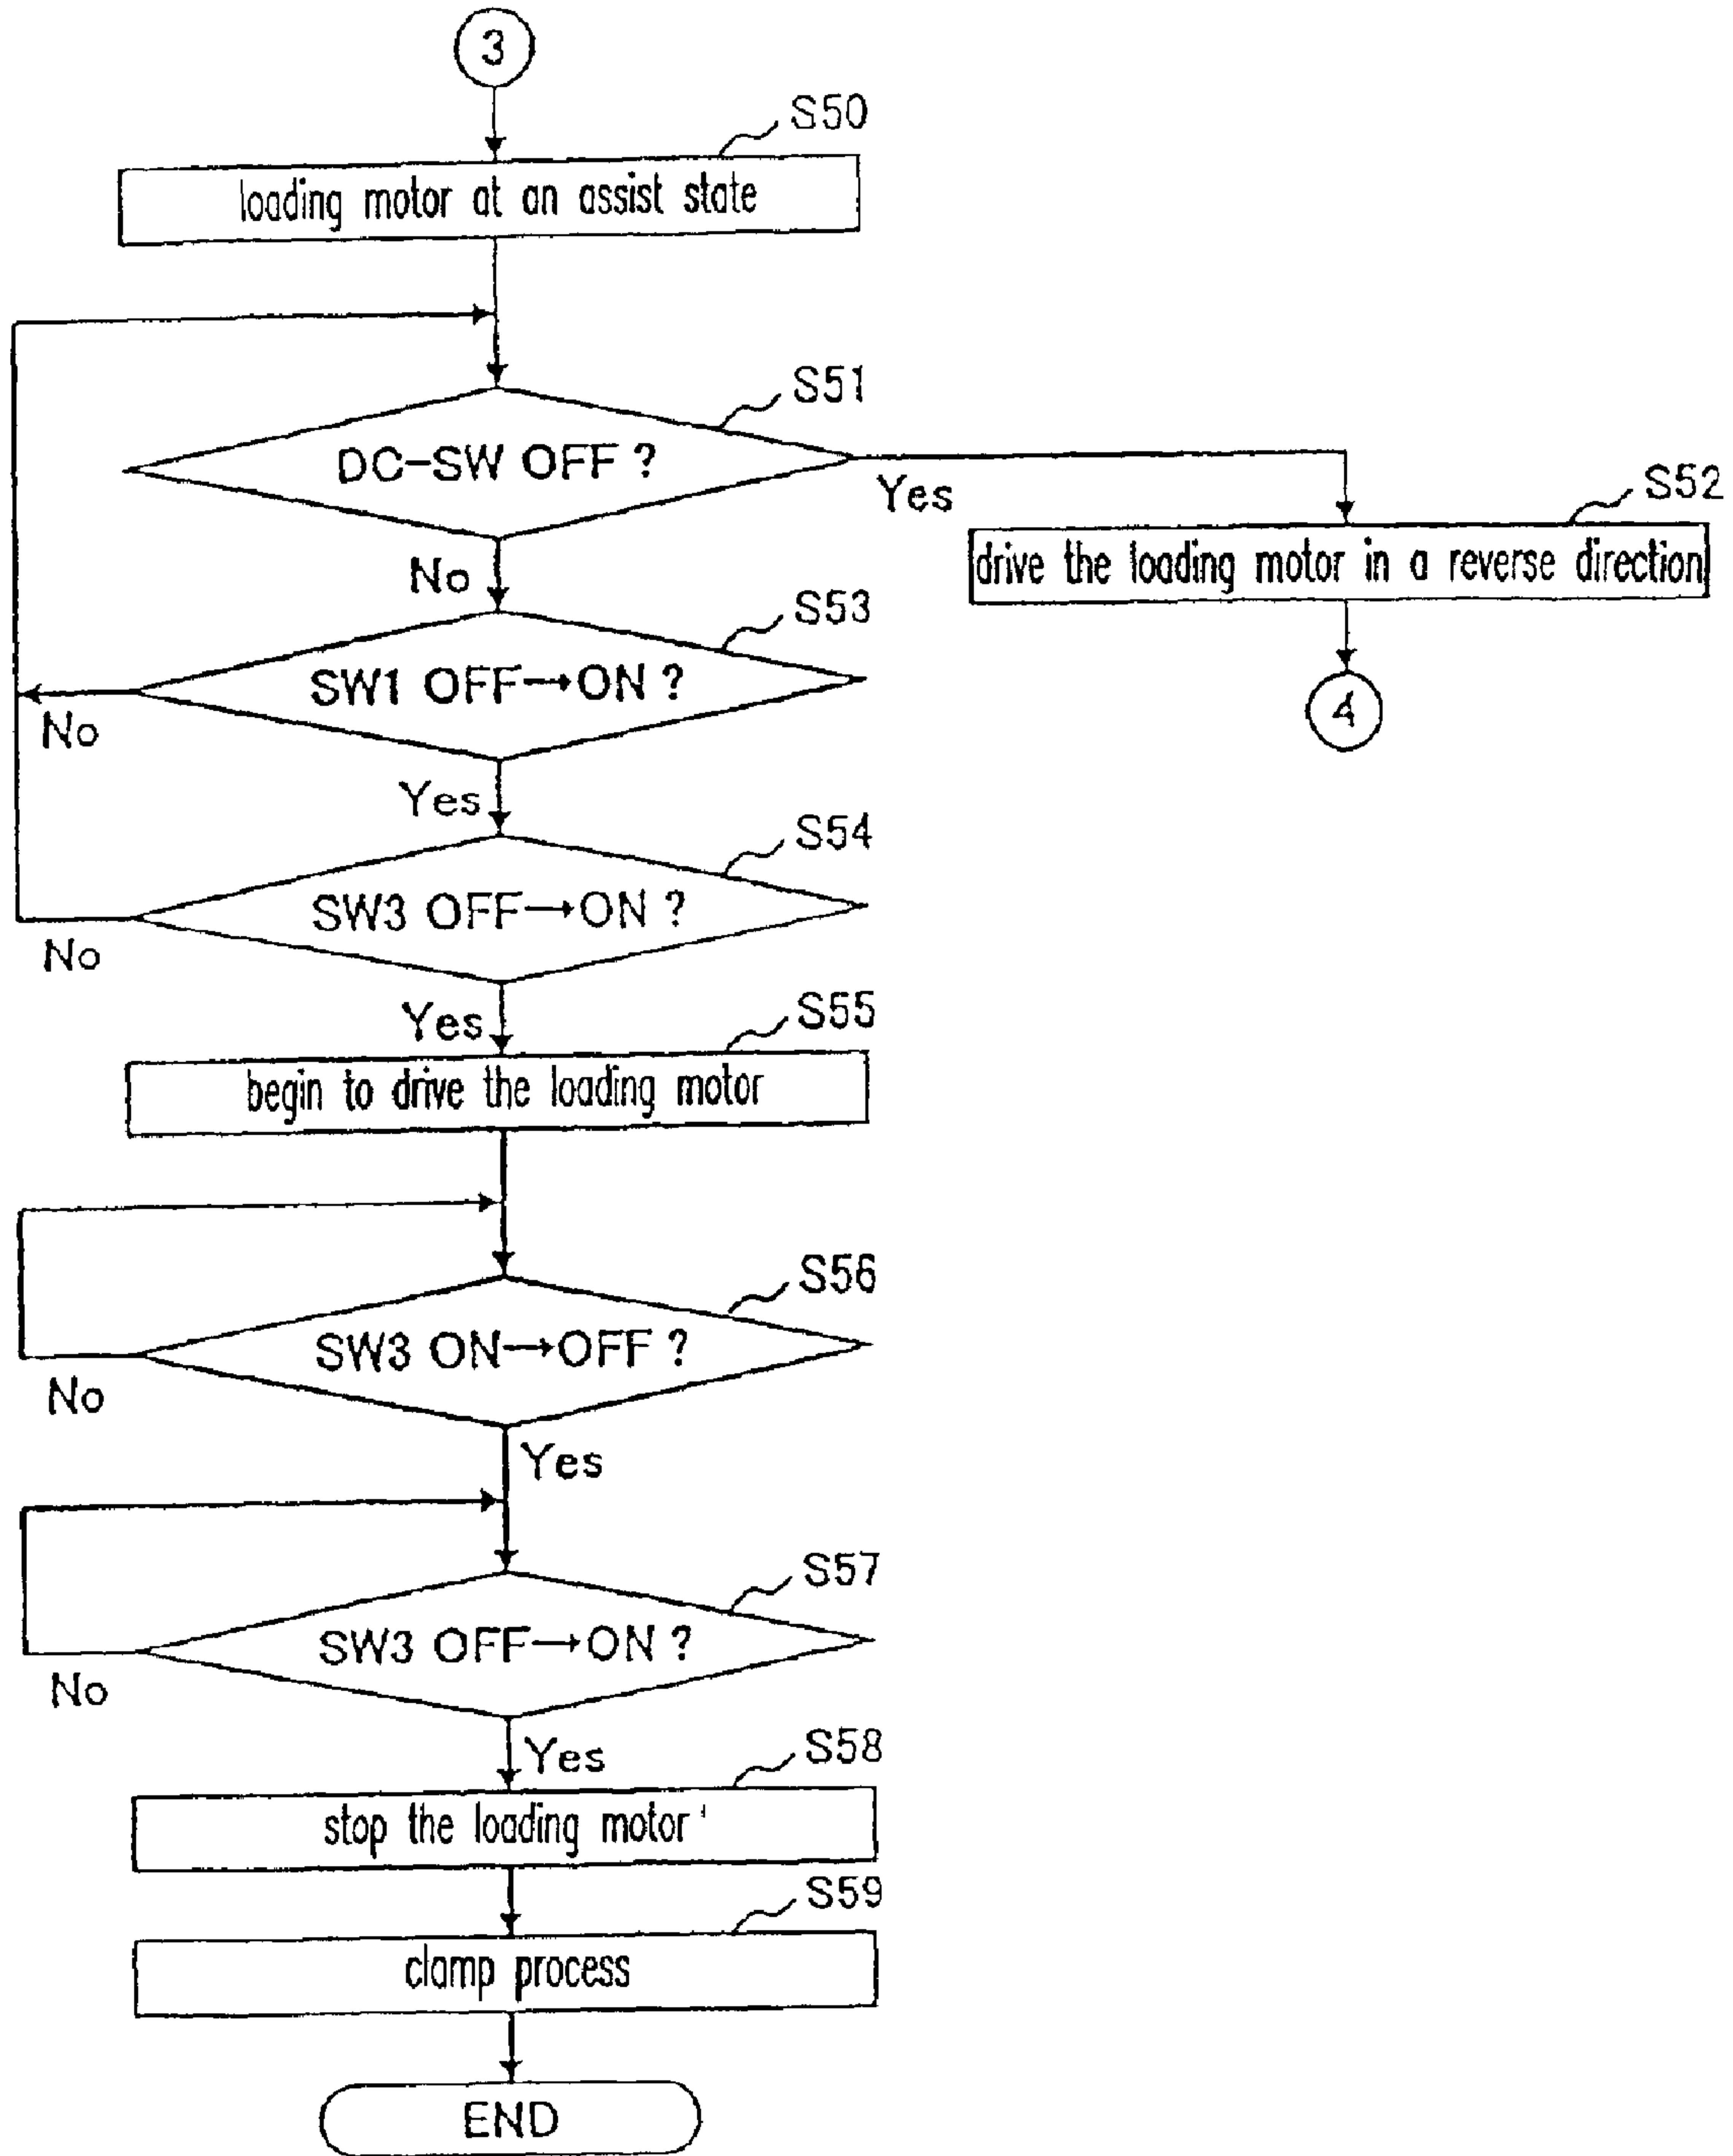 3
S50
loading motor at an assist state
S51
DC-SW OFF ?
Yes
S52
drive the loading motor in a reverse direction
4
No
S53
SW1 OFF→ON ?
No
Yes
S54
SW3 OFF→ON ?
No
Yes
S55
begin to drive the loading motor
S56
SW3 ON→OFF ?
No
Yes
S57
SW3 OFF→ON ?
No
Yes
S58
stop the loading motor
S59
clamp process
END